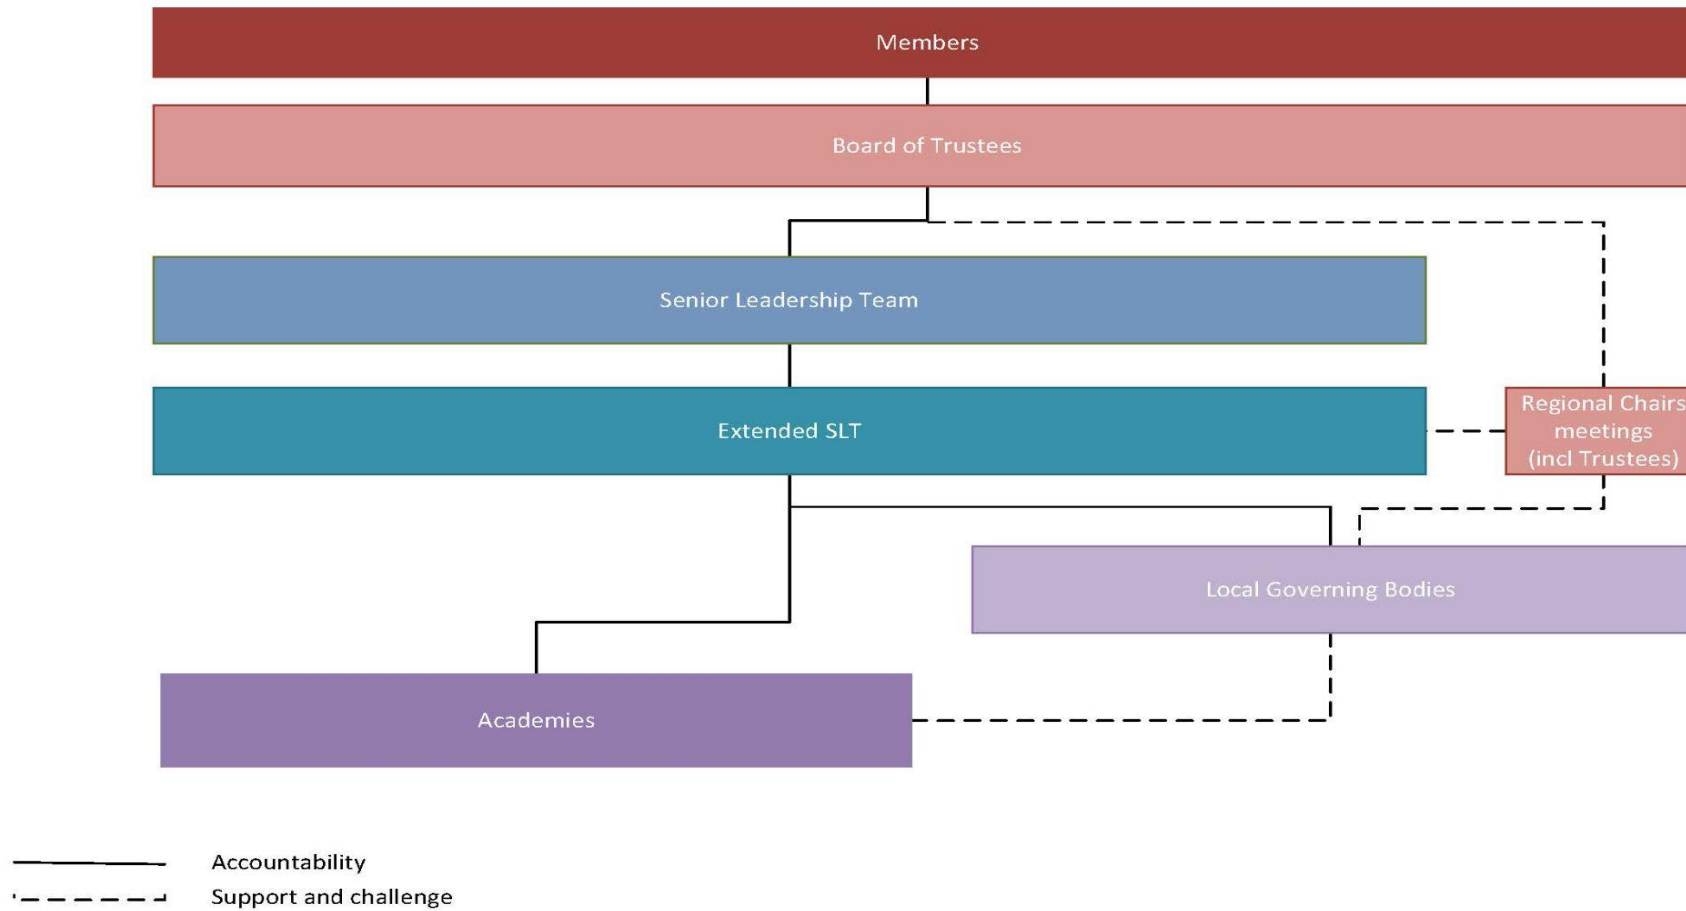 Members
Board of Trustees
Senior Leadership Team
Extended SLT
Regional Chairs
meetings
(incl Trustees)
Local Governing Bodies
Academies
Accountability
Support and challenge